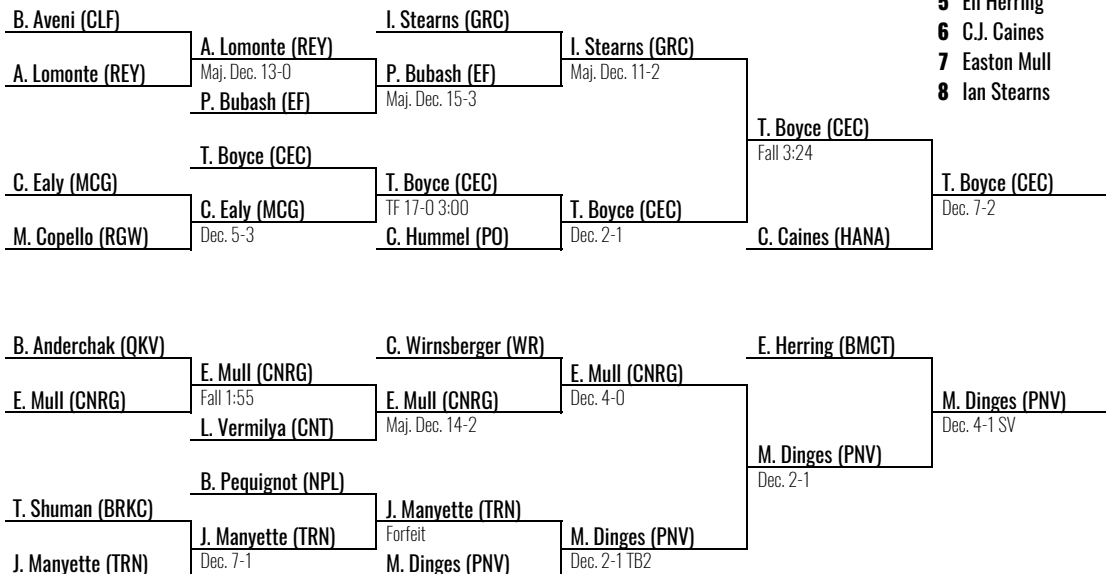 5 Eli Herring
6 C.J. Caines
7 Easton Mull
8 Ian Stearns
B. Aveni (CLF)
A. Lomonte (REY)
A. Lomonte (REY)
Maj. Dec. 13-0
P. Bubash (EF)
I. Stearns (GRC)
P. Bubash (EF)
Maj. Dec. 15-3
I. Stearns (GRC)
Maj. Dec. 11-2
T. Boyce (CEC)
C. Ealy (MCG)
M. Copello (RGW)
C. Ealy (MCG)
Dec. 5-3
T. Boyce (CEC)
TF 17-0 3:00
C. Hummel (PO)
T. Boyce (CEC)
Dec. 2-1
T. Boyce (CEC)
Fall 3:24
C. Caines (HANA)
T. Boyce (CEC)
Dec. 7-2
B. Anderchak (QKV)
E. Mull (CNRG)
E. Mull (CNRG)
Fall 1:55
L. Vermilya (CNT)
C. Wirnsberger (WR)
E. Mull (CNRG)
Maj. Dec. 14-2
E. Mull (CNRG)
Dec. 4-0
B. Pequignot (NPL)
T. Shuman (BRKC)
J. Manyette (TRN)
J. Manyette (TRN)
Dec. 7-1
J. Manyette (TRN)
Forfeit
M. Dinges (PNV)
M. Dinges (PNV)
Dec. 2-1 TB2
E. Herring (BMCT)
M. Dinges (PNV)
Dec. 2-1
M. Dinges (PNV)
Dec. 4-1 SV